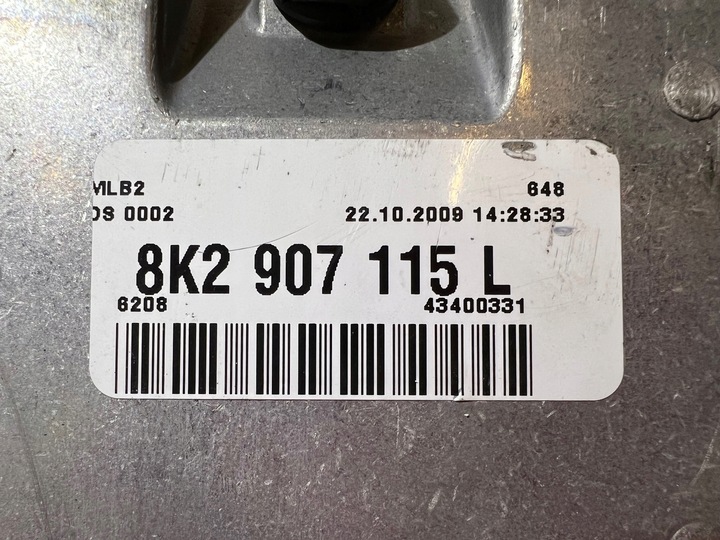 MLB2 648
DS 0002 22.10.2009 14:28:33
8K2 907 115 L
6208 43400331